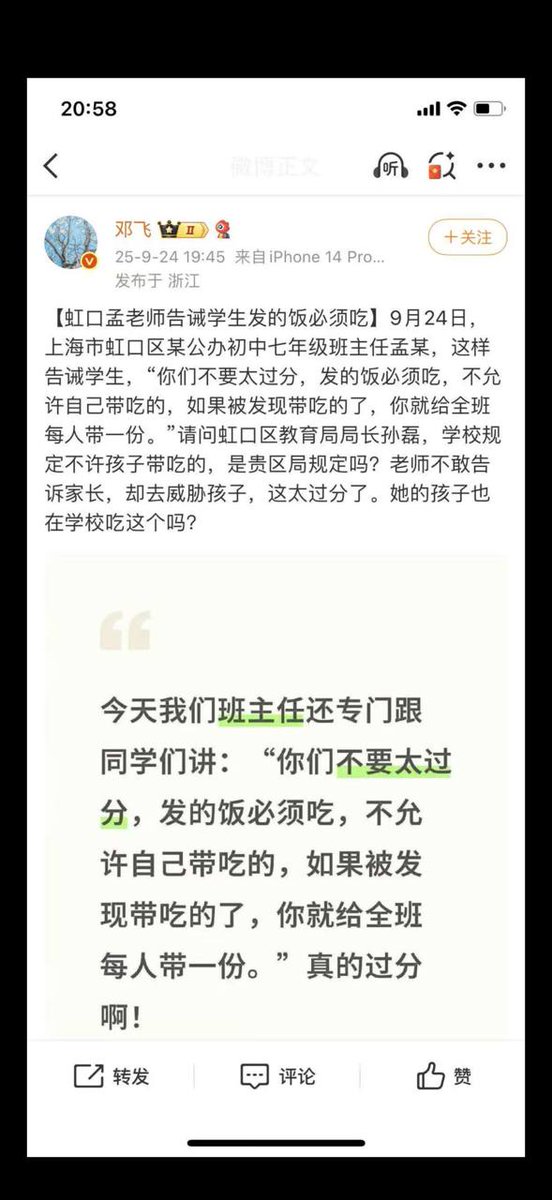 20:58
微博正文
听
邓飞 II
+关注
25-9-24 19:45 来自iPhone 14 Pro...
发布于 浙江
【虹口孟老师告诫学生发的饭必须吃】9月24日，
上海市虹口区某公办初中七年级班主任孟某，这样
告诫学生，“你们不要太过分，发的饭必须吃，不允
许自己带吃的，如果被发现带吃的了，你就给全班
每人带一份。”请问虹口区教育局局长孙磊，学校规
定不许孩子带吃的，是贵区局规定吗？老师不敢告
诉家长，却去威胁孩子，这太过分了。她的孩子也
在学校吃这个吗？
今天我们班主任还专门跟
同学们讲：“你们不要太过
分，发的饭必须吃，不允
许自己带吃的，如果被发
现带吃的了，你就给全班
每人带一份。”真的过分
啊！
转发 评论 赞